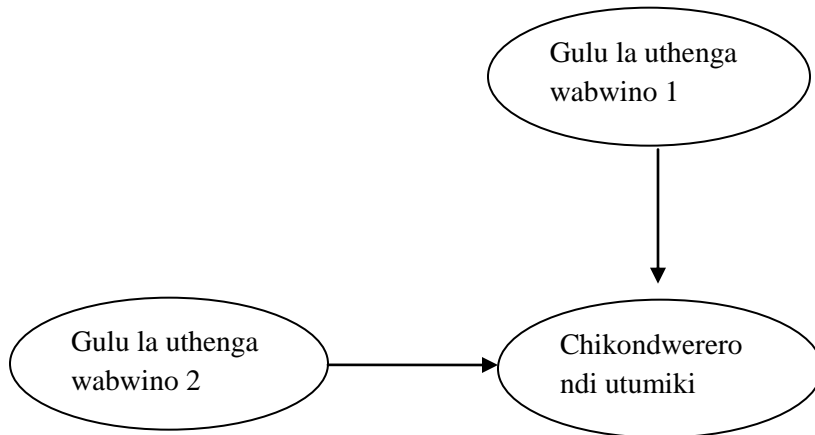 Gulu la uthenga
wabwino 1
Gulu la uthenga
wabwino 2
Chikondwerero
ndi utumiki